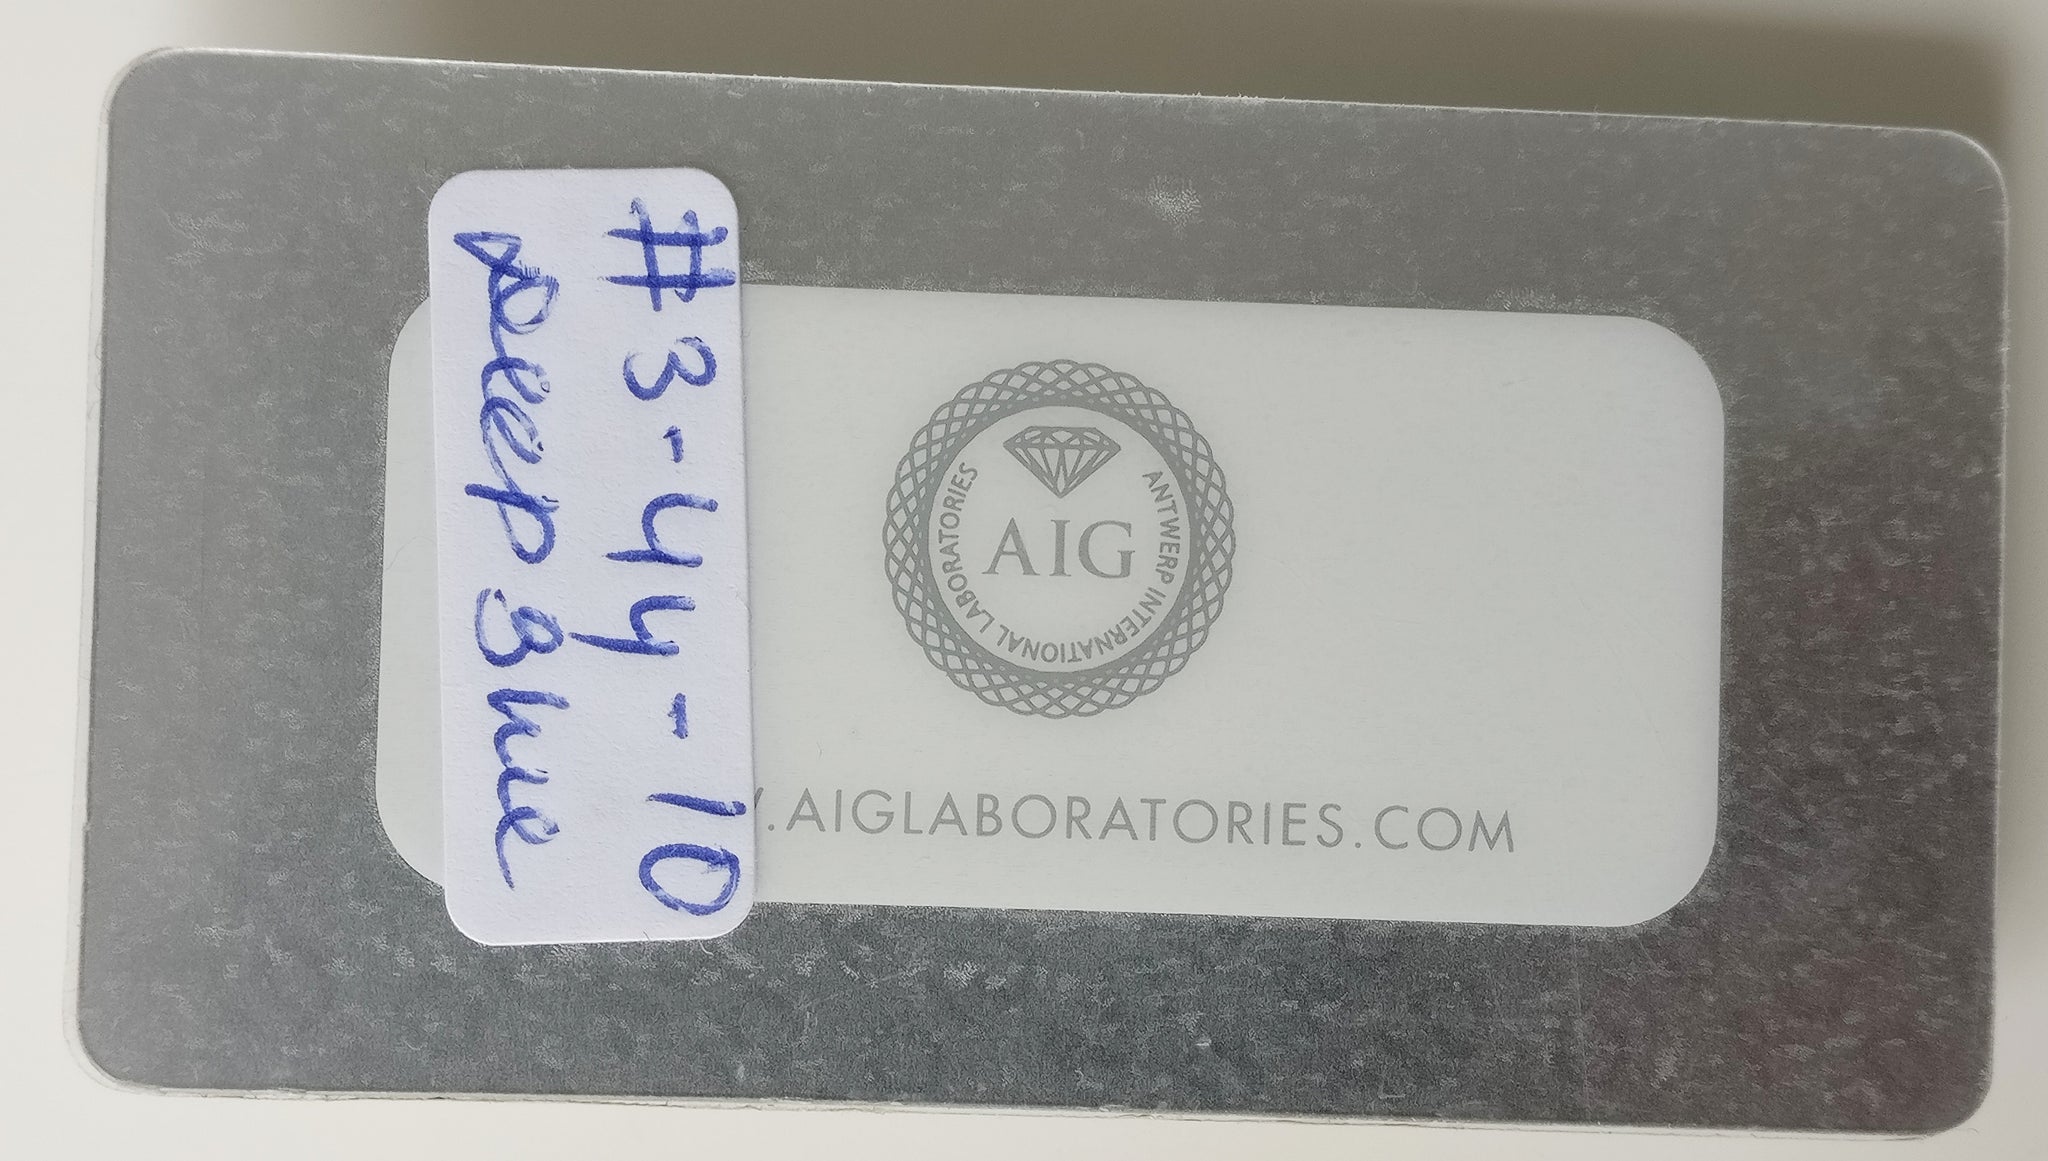 #3-44-10
Deep Blue
ANTWERP INTERNATIONAL LABORATORIES
AIG
.AIGLABORATORIES.COM